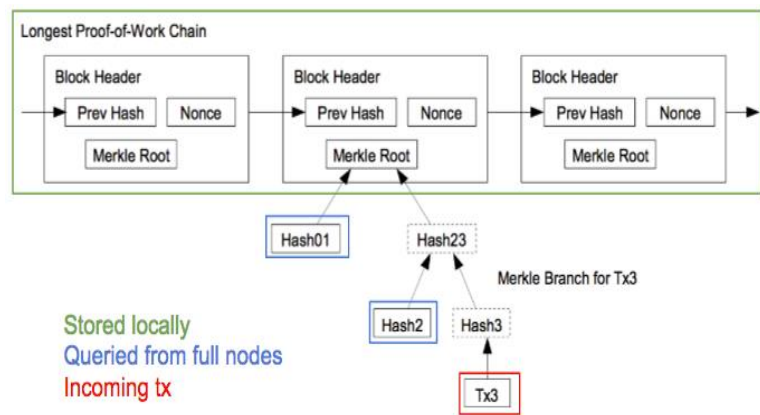 Longest Proof-of-Work Chain
Block Header
Block Header
Block Header
Prev Hash
Nonce
Prev Hash
Nonce
Prev Hash
Nonce
Merkle Root
Merkle Root
Merkle Root
Hash01
Hash23
Merkle Branch for Tx3
Stored locally
Queried from full nodes
Incoming tx
Hash2
Hash3
Tx3